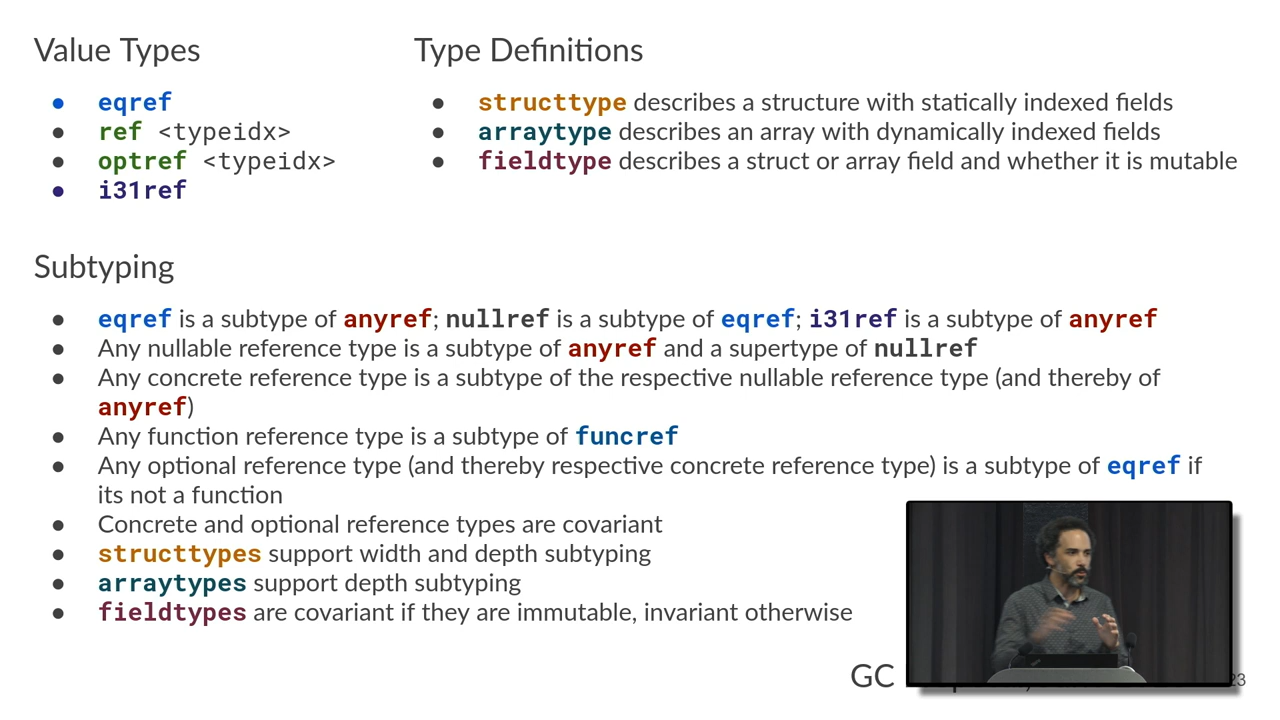 Value Types
● eqref
● ref <typeidx>
● optref <typeidx>
● i31ref
Type Definitions
● structtype describes a structure with statically indexed fields
● arraytype describes an array with dynamically indexed fields
● fieldtype describes a struct or array field and whether it is mutable
Subtyping
● eqref is a subtype of anyref; nullref is a subtype of eqref; i31ref is a subtype of anyref
● Any nullable reference type is a subtype of anyref and a supertype of nullref
● Any concrete reference type is a subtype of the respective nullable reference type (and thereby of
anyref)
● Any function reference type is a subtype of funcref
● Any optional reference type (and thereby respective concrete reference type) is a subtype of eqref if
its not a function
● Concrete and optional reference types are covariant
● structtypes support width and depth subtyping
● arraytypes support depth subtyping
● fieldtypes are covariant if they are immutable, invariant otherwise
GC
23